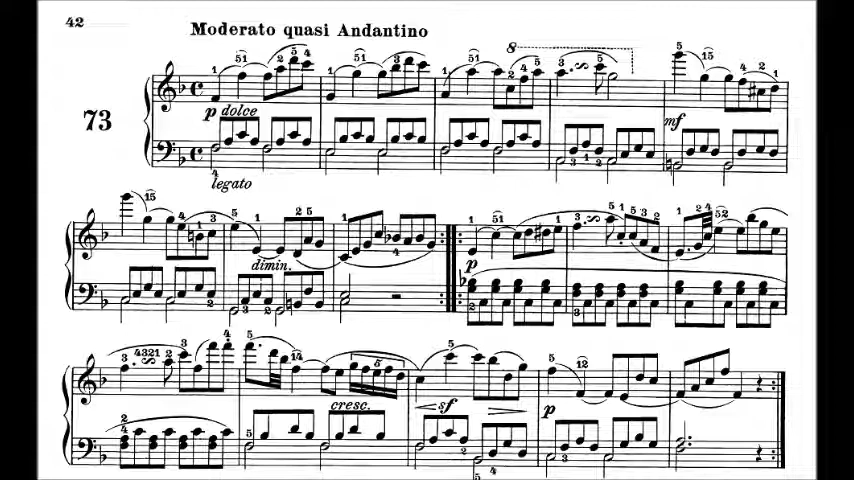 42
Moderato quasi Andantino
73
p dolce
legato
mf
dimin.
p
cresc.
sf
p